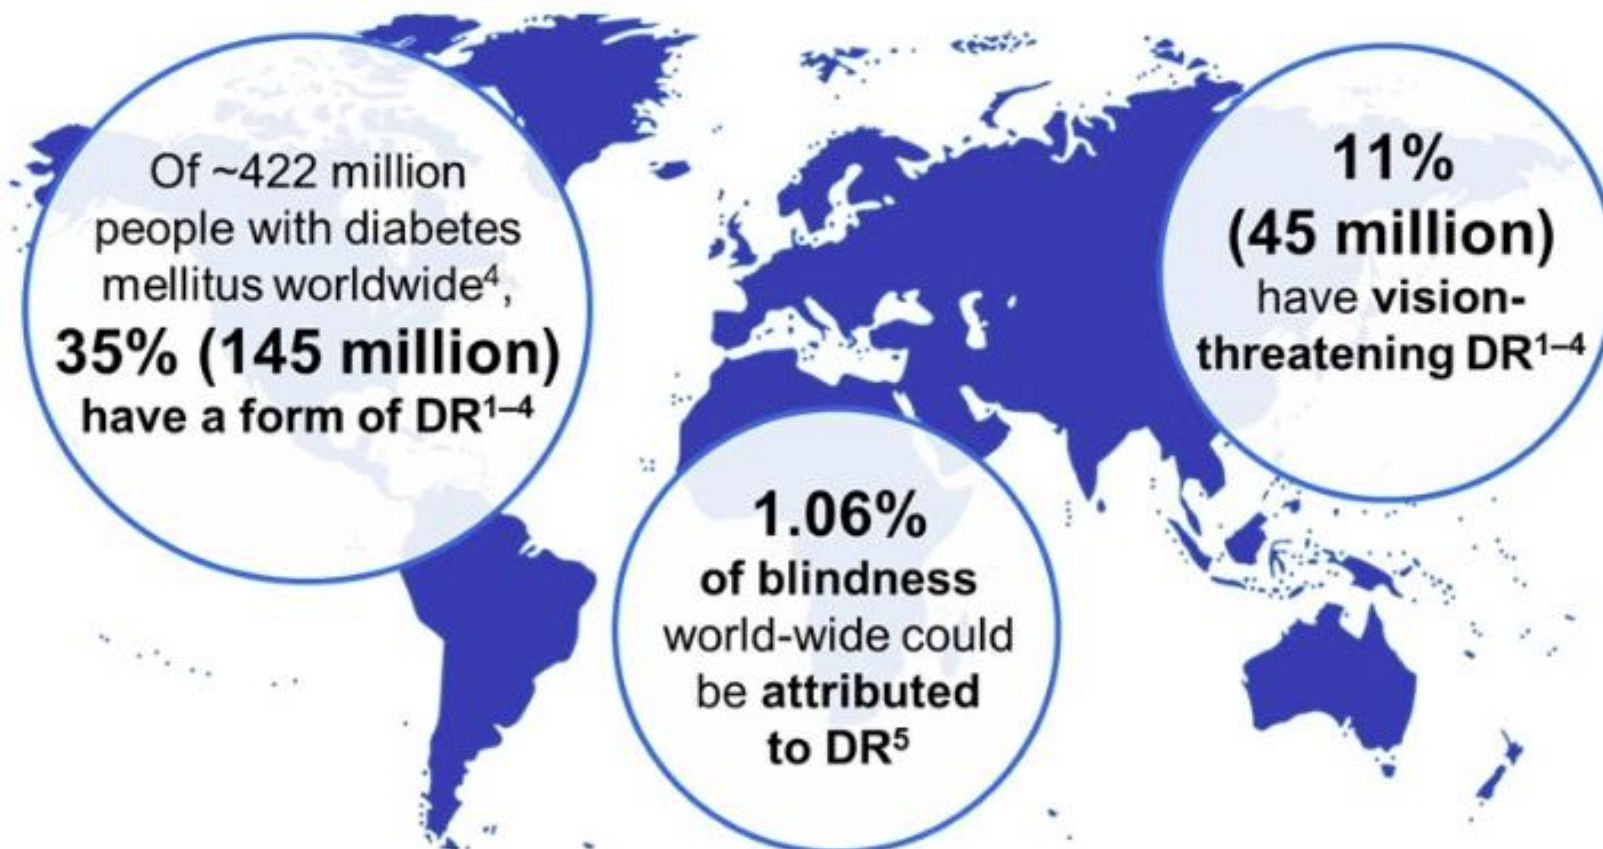 Of ~422 million
people with diabetes
mellitus worldwide⁴,
35% (145 million)
have a form of DR¹⁻⁴
11%
(45 million)
have vision-
threatening DR¹⁻⁴
1.06%
of blindness
world-wide could
be attributed
to DR⁵